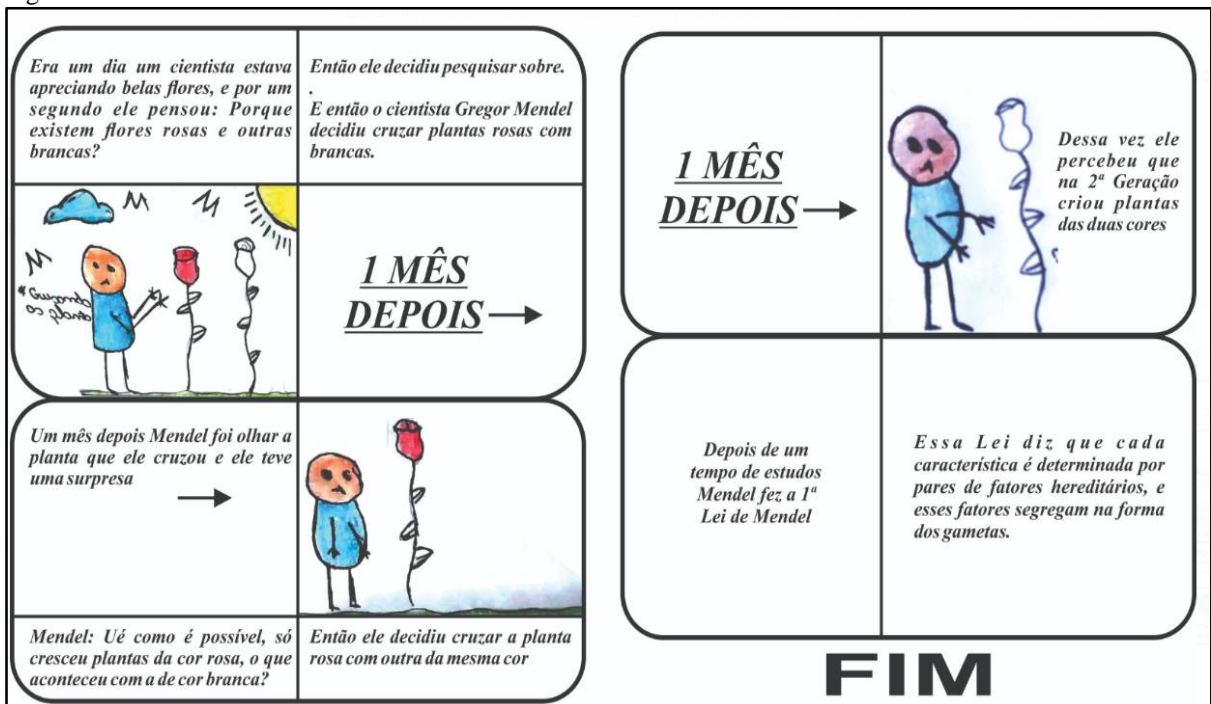 Era um dia um cientista estava
apreciando belas flores, e por um
segundo ele pensou: Porque
existem flores rosas e outras
brancas?
Então ele decidiu pesquisar sobre.
.
E então o cientista Gregor Mendel
decidiu cruzar plantas rosas com
brancas.
* Cruzando
as planta
1 MÊS
DEPOIS
Um mês depois Mendel foi olhar a
planta que ele cruzou e ele teve
uma surpresa
Mendel: Ué como é possível, só
cresceu plantas da cor rosa, o que
aconteceu com a de cor branca?
Então ele decidiu cruzar a planta
rosa com outra da mesma cor
1 MÊS
DEPOIS
Dessa vez ele
percebeu que
na 2ª Geração
criou plantas
das duas cores
Depois de um
tempo de estudos
Mendel fez a 1ª
Lei de Mendel
Essa Lei diz que cada
característica é determinada por
pares de fatores hereditários, e
esses fatores segregam na forma
dos gametas.
FIM